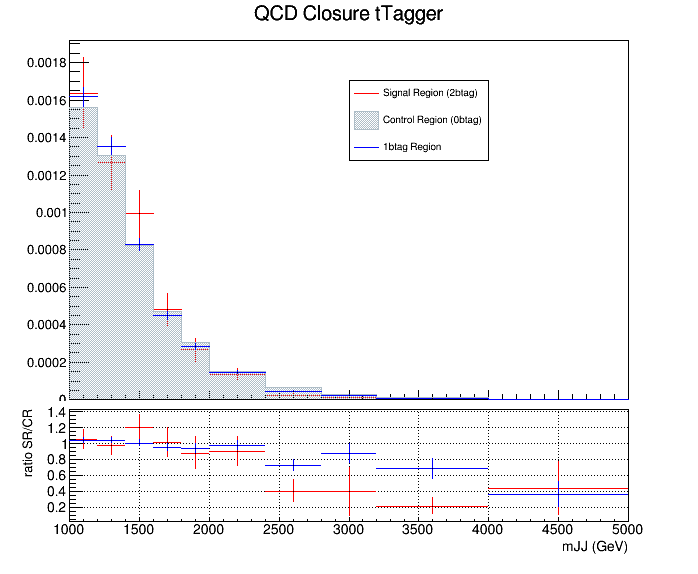 QCD Closure tTagger
0.0018
0.0016
0.0014
0.0012
0.001
0.0008
0.0006
0.0004
0.0002
0
Signal Region (2btag)
Control Region (0btag)
1btag Region
ratio SR/CR
1.4
1.2
1
0.8
0.6
0.4
0.2
1000 1500 2000 2500 3000 3500 4000 4500 5000
mJJ (GeV)